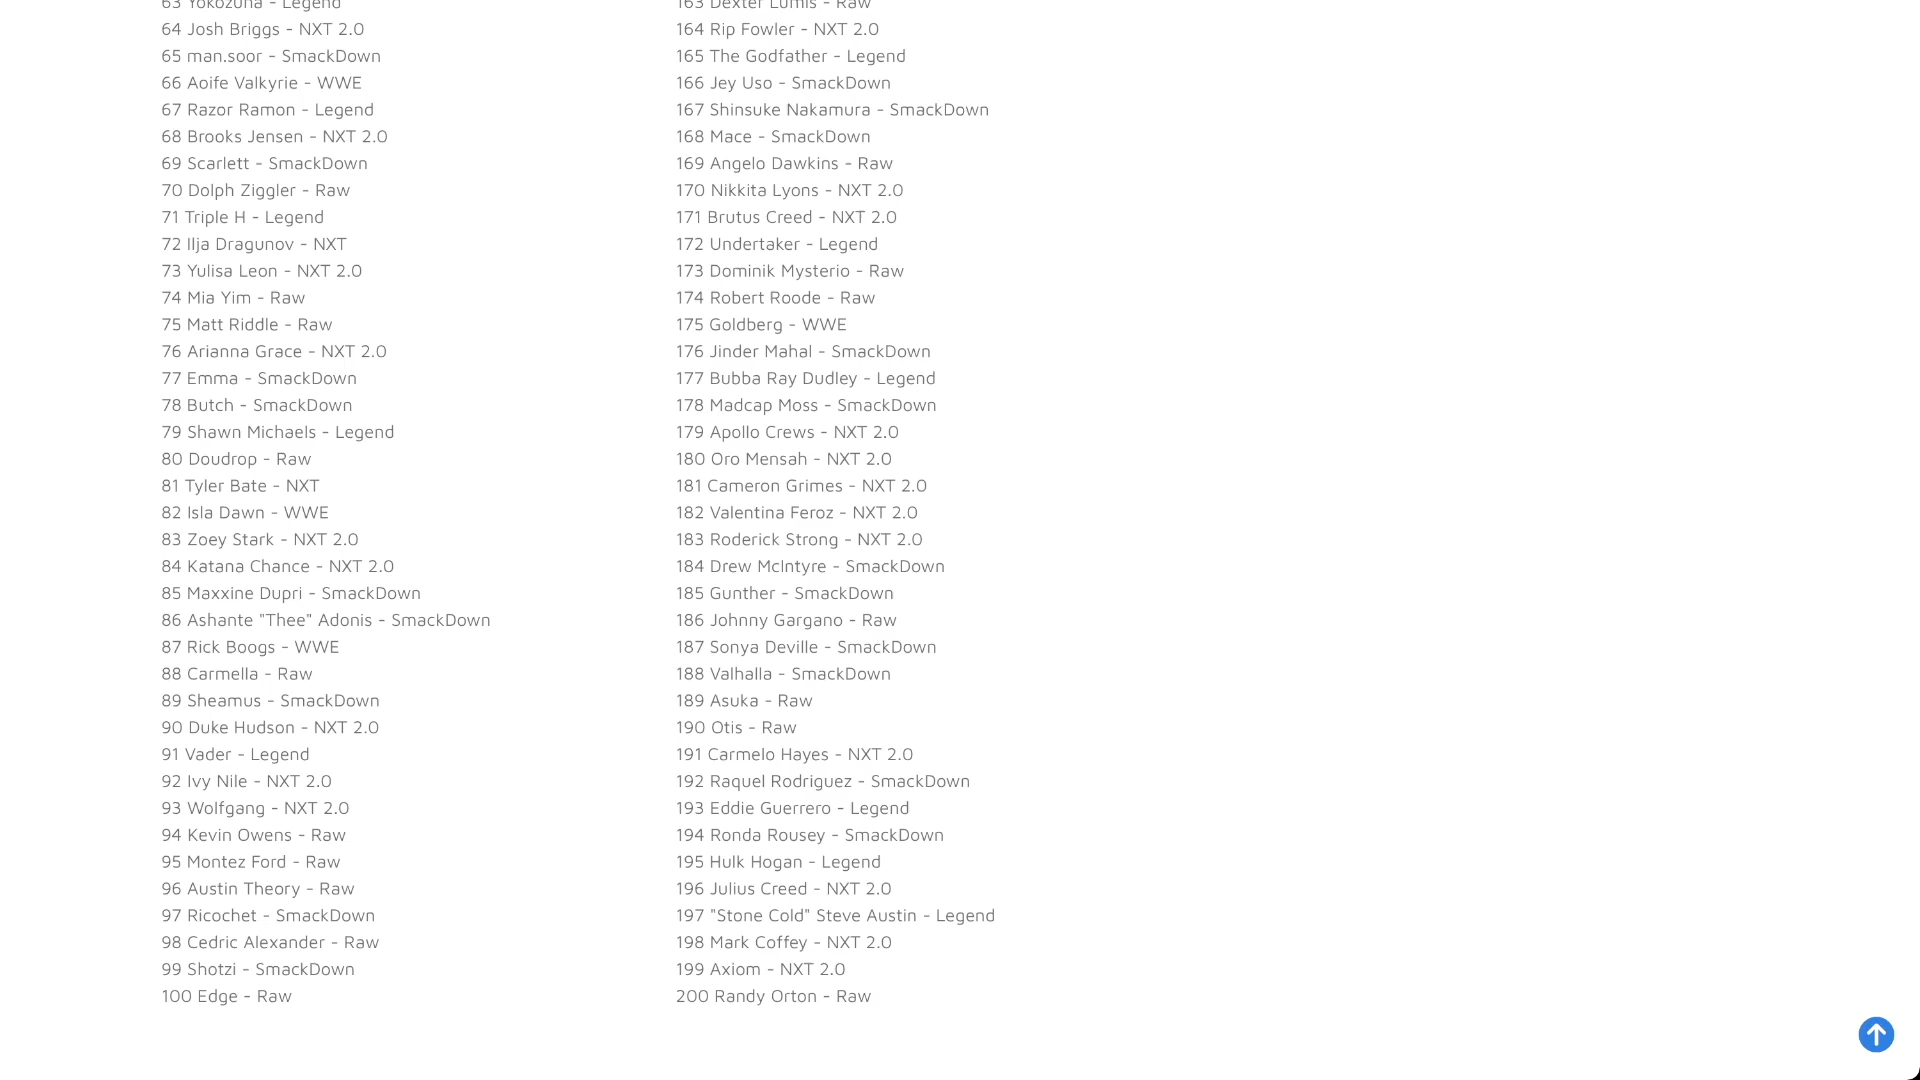 63 Yokozuna - Legend
64 Josh Briggs - NXT 2.0
65 man.soor - SmackDown
66 Aoife Valkyrie - WWE
67 Razor Ramon - Legend
68 Brooks Jensen - NXT 2.0
69 Scarlett - SmackDown
70 Dolph Ziggler - Raw
71 Triple H - Legend
72 Ilja Dragunov - NXT
73 Yulisa Leon - NXT 2.0
74 Mia Yim - Raw
75 Matt Riddle - Raw
76 Arianna Grace - NXT 2.0
77 Emma - SmackDown
78 Butch - SmackDown
79 Shawn Michaels - Legend
80 Doudrop - Raw
81 Tyler Bate - NXT
82 Isla Dawn - WWE
83 Zoey Stark - NXT 2.0
84 Katana Chance - NXT 2.0
85 Maxxine Dupri - SmackDown
86 Ashante "Thee" Adonis - SmackDown
87 Rick Boogs - WWE
88 Carmella - Raw
89 Sheamus - SmackDown
90 Duke Hudson - NXT 2.0
91 Vader - Legend
92 Ivy Nile - NXT 2.0
93 Wolfgang - NXT 2.0
94 Kevin Owens - Raw
95 Montez Ford - Raw
96 Austin Theory - Raw
97 Ricochet - SmackDown
98 Cedric Alexander - Raw
99 Shotzi - SmackDown
100 Edge - Raw
163 Dexter Lumis - Raw
164 Rip Fowler - NXT 2.0
165 The Godfather - Legend
166 Jey Uso - SmackDown
167 Shinsuke Nakamura - SmackDown
168 Mace - SmackDown
169 Angelo Dawkins - Raw
170 Nikkita Lyons - NXT 2.0
171 Brutus Creed - NXT 2.0
172 Undertaker - Legend
173 Dominik Mysterio - Raw
174 Robert Roode - Raw
175 Goldberg - WWE
176 Jinder Mahal - SmackDown
177 Bubba Ray Dudley - Legend
178 Madcap Moss - SmackDown
179 Apollo Crews - NXT 2.0
180 Oro Mensah - NXT 2.0
181 Cameron Grimes - NXT 2.0
182 Valentina Feroz - NXT 2.0
183 Roderick Strong - NXT 2.0
184 Drew McIntyre - SmackDown
185 Gunther - SmackDown
186 Johnny Gargano - Raw
187 Sonya Deville - SmackDown
188 Valhalla - SmackDown
189 Asuka - Raw
190 Otis - Raw
191 Carmelo Hayes - NXT 2.0
192 Raquel Rodriguez - SmackDown
193 Eddie Guerrero - Legend
194 Ronda Rousey - SmackDown
195 Hulk Hogan - Legend
196 Julius Creed - NXT 2.0
197 "Stone Cold" Steve Austin - Legend
198 Mark Coffey - NXT 2.0
199 Axiom - NXT 2.0
200 Randy Orton - Raw